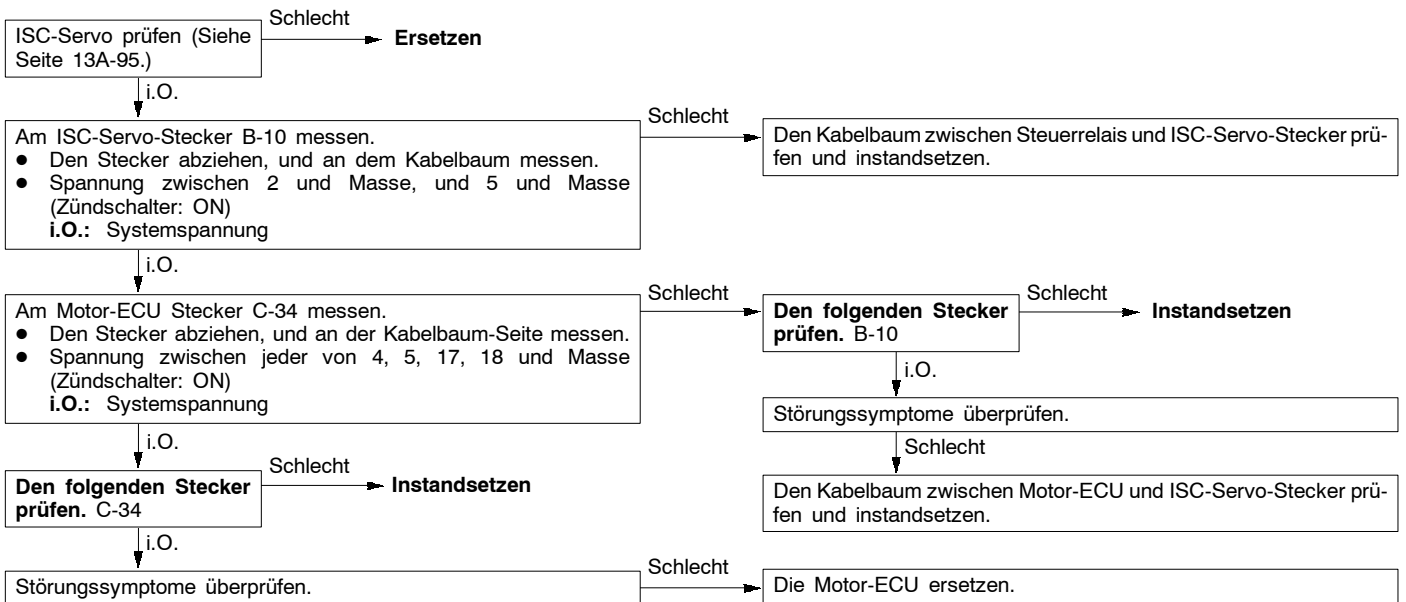 Schlecht
ISC-Servo prüfen (Siehe
Seite 13A-95.)
Ersetzen
i.O.
Am ISC-Servo-Stecker B-10 messen.
● Den Stecker abziehen, und an dem Kabelbaum messen.
● Spannung zwischen 2 und Masse, und 5 und Masse
(Zündschalter: ON)
i.O.: Systemspannung
Schlecht
Den Kabelbaum zwischen Steuerrelais und ISC-Servo-Stecker prü-
fen und instandsetzen.
i.O.
Am Motor-ECU Stecker C-34 messen.
● Den Stecker abziehen, und an der Kabelbaum-Seite messen.
● Spannung zwischen jeder von 4, 5, 17, 18 und Masse
(Zündschalter: ON)
i.O.: Systemspannung
Schlecht
Den folgenden Stecker
prüfen. B-10
Schlecht
Instandsetzen
i.O.
Störungssymptome überprüfen.
Schlecht
Den Kabelbaum zwischen Motor-ECU und ISC-Servo-Stecker prü-
fen und instandsetzen.
i.O.
Den folgenden Stecker
prüfen. C-34
Schlecht
Instandsetzen
i.O.
Störungssymptome überprüfen.
Schlecht
Die Motor-ECU ersetzen.